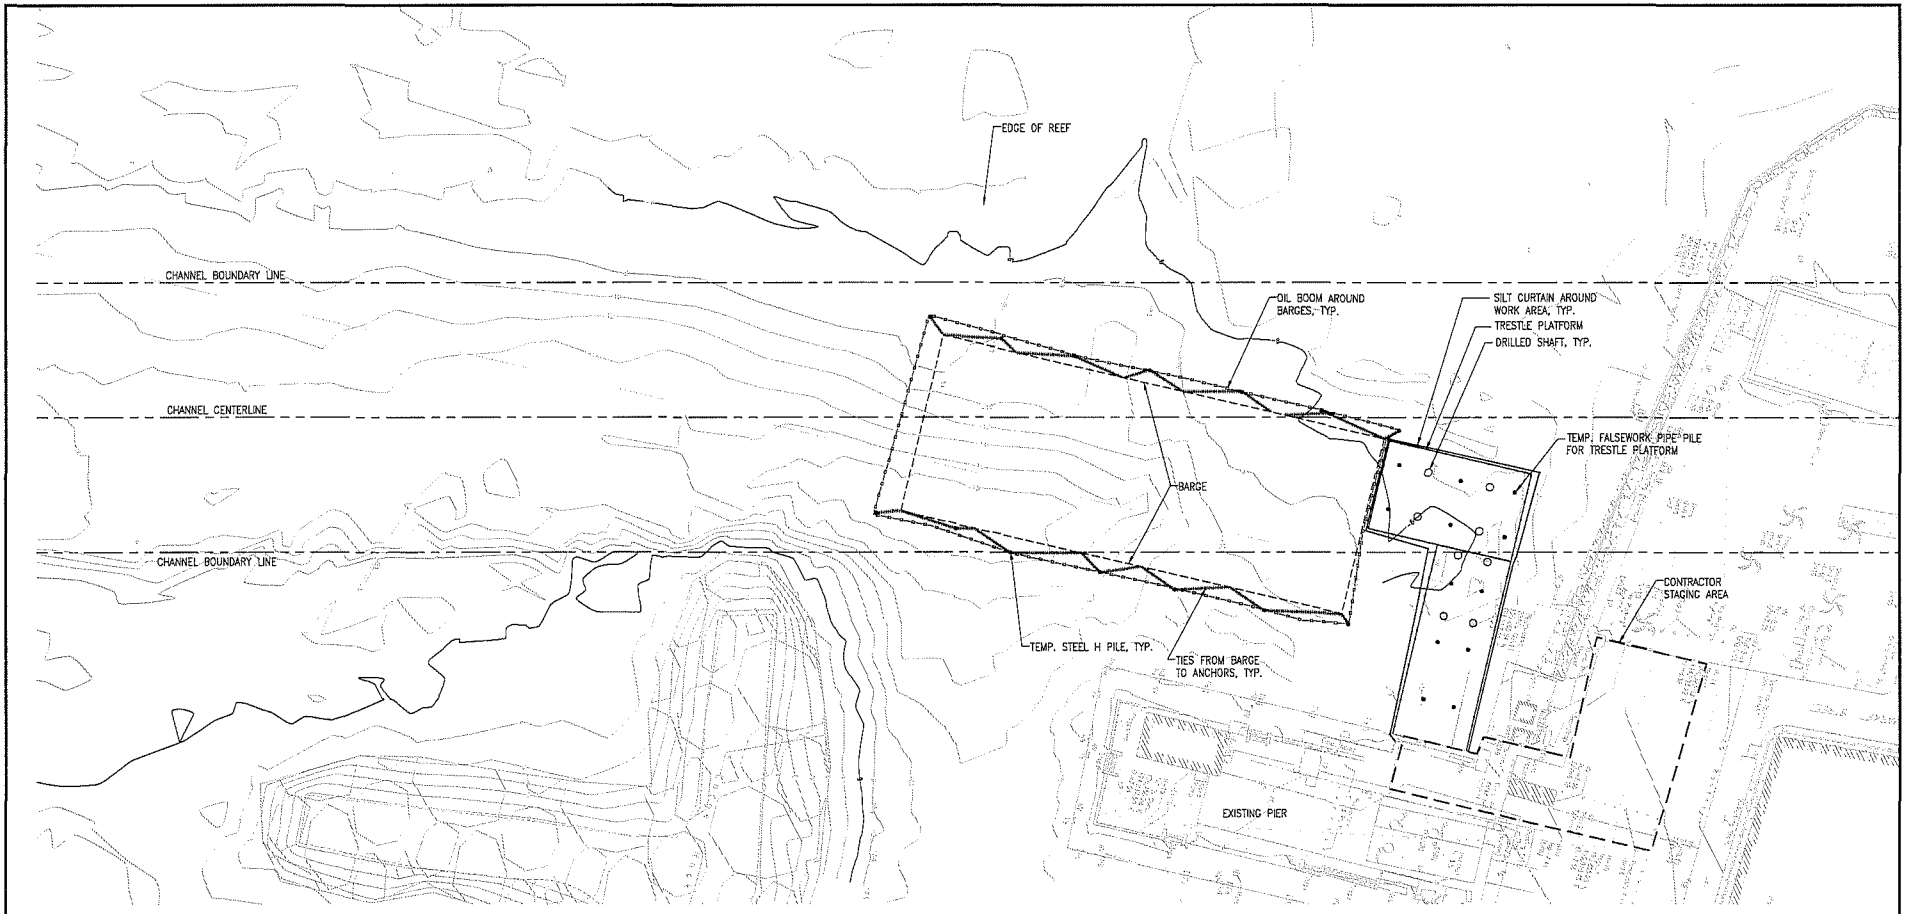 EDGE OF REEF
CHANNEL BOUNDARY LINE
OIL BOOM AROUND
BARGES, TYP.
SILT CURTAIN AROUND
WORK AREA, TYP.
TRESTLE PLATFORM
DRILLED SHAFT, TYP.
CHANNEL CENTERLINE
TEMP. FALSEWORK PIPE PILE
FOR TRESTLE PLATFORM
BARGE
CHANNEL BOUNDARY LINE
CONTRACTOR
STAGING AREA
TEMP. STEEL H PILE, TYP.
TIES FROM BARGE
TO ANCHORS, TYP.
EXISTING PIER